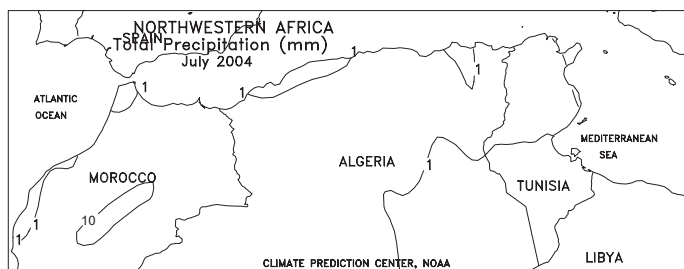 NORTHWESTERN AFRICA
SPAIN
Total Precipitation (mm)
July 2004
1
1
1
1
ATLANTIC
OCEAN
MEDITERRANEAN
SEA
ALGERIA
1
MOROCCO
TUNISIA
10
1
1
LIBYA
CLIMATE PREDICTION CENTER, NOAA